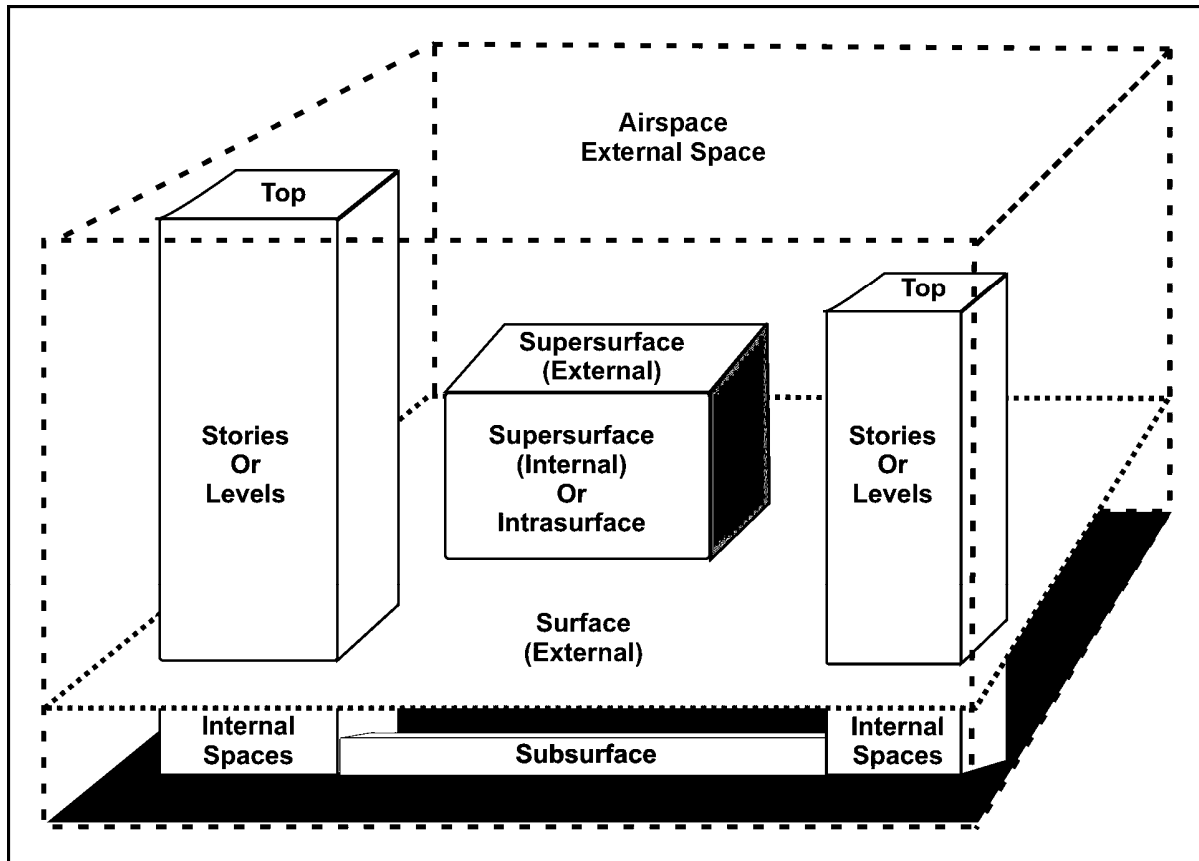 Airspace
External Space
Top
Top
Supersurface
(External)
Stories
Or
Levels
Supersurface
(Internal)
Or
Intrasurface
Stories
Or
Levels
Surface
(External)
Internal
Spaces
Subsurface
Internal
Spaces